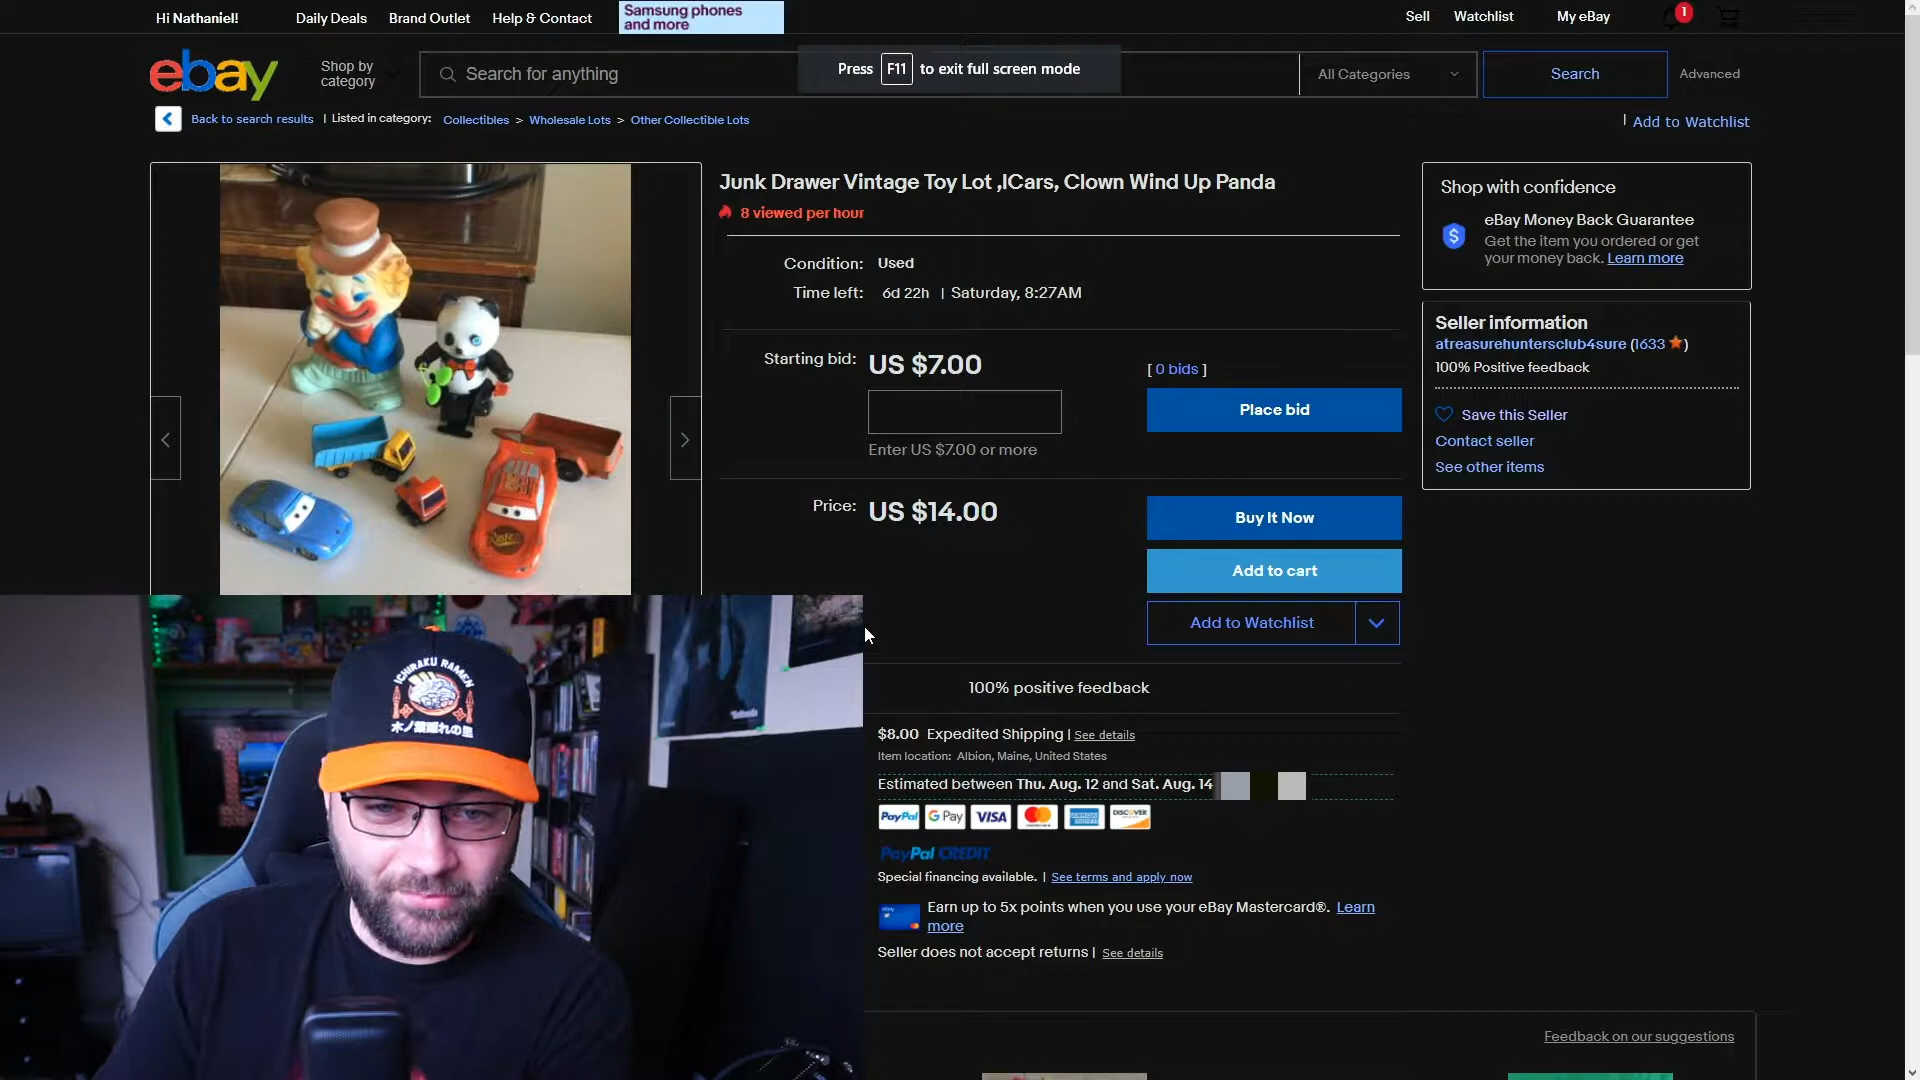 Hi Nathaniel!
Daily Deals
Brand Outlet
Help & Contact
Samsung phones
and more
Sell
Watchlist
My eBay
1
ebay
Shop by
category
Search for anything
Press F11 to exit full screen mode
All Categories
Search
Advanced
Back to search results | Listed in category: Collectibles > Wholesale Lots > Other Collectible Lots
| Add to Watchlist
Junk Drawer Vintage Toy Lot ,ICars, Clown Wind Up Panda
8 viewed per hour
Condition: Used
Time left: 6d 22h | Saturday, 8:27AM
Starting bid: US $7.00
[ 0 bids ]
Place bid
Enter US $7.00 or more
Price: US $14.00
Buy It Now
Add to cart
Add to Watchlist
100% positive feedback
$8.00 Expedited Shipping | See details
Item location: Albion, Maine, United States
Estimated between Thu. Aug. 12 and Sat. Aug. 14
PayPal G Pay VISA DISCOVER
PayPal CREDIT
Special financing available. | See terms and apply now
Earn up to 5x points when you use your eBay Mastercard®. Learn
more
Seller does not accept returns | See details
Shop with confidence
eBay Money Back Guarantee
Get the item you ordered or get
your money back. Learn more
Seller information
atreasurehuntersclub4sure (1633)
100% Positive feedback
Save this Seller
Contact seller
See other items
Feedback on our suggestions
ICHIRAKU RAMEN
木ノ葉隠れの里